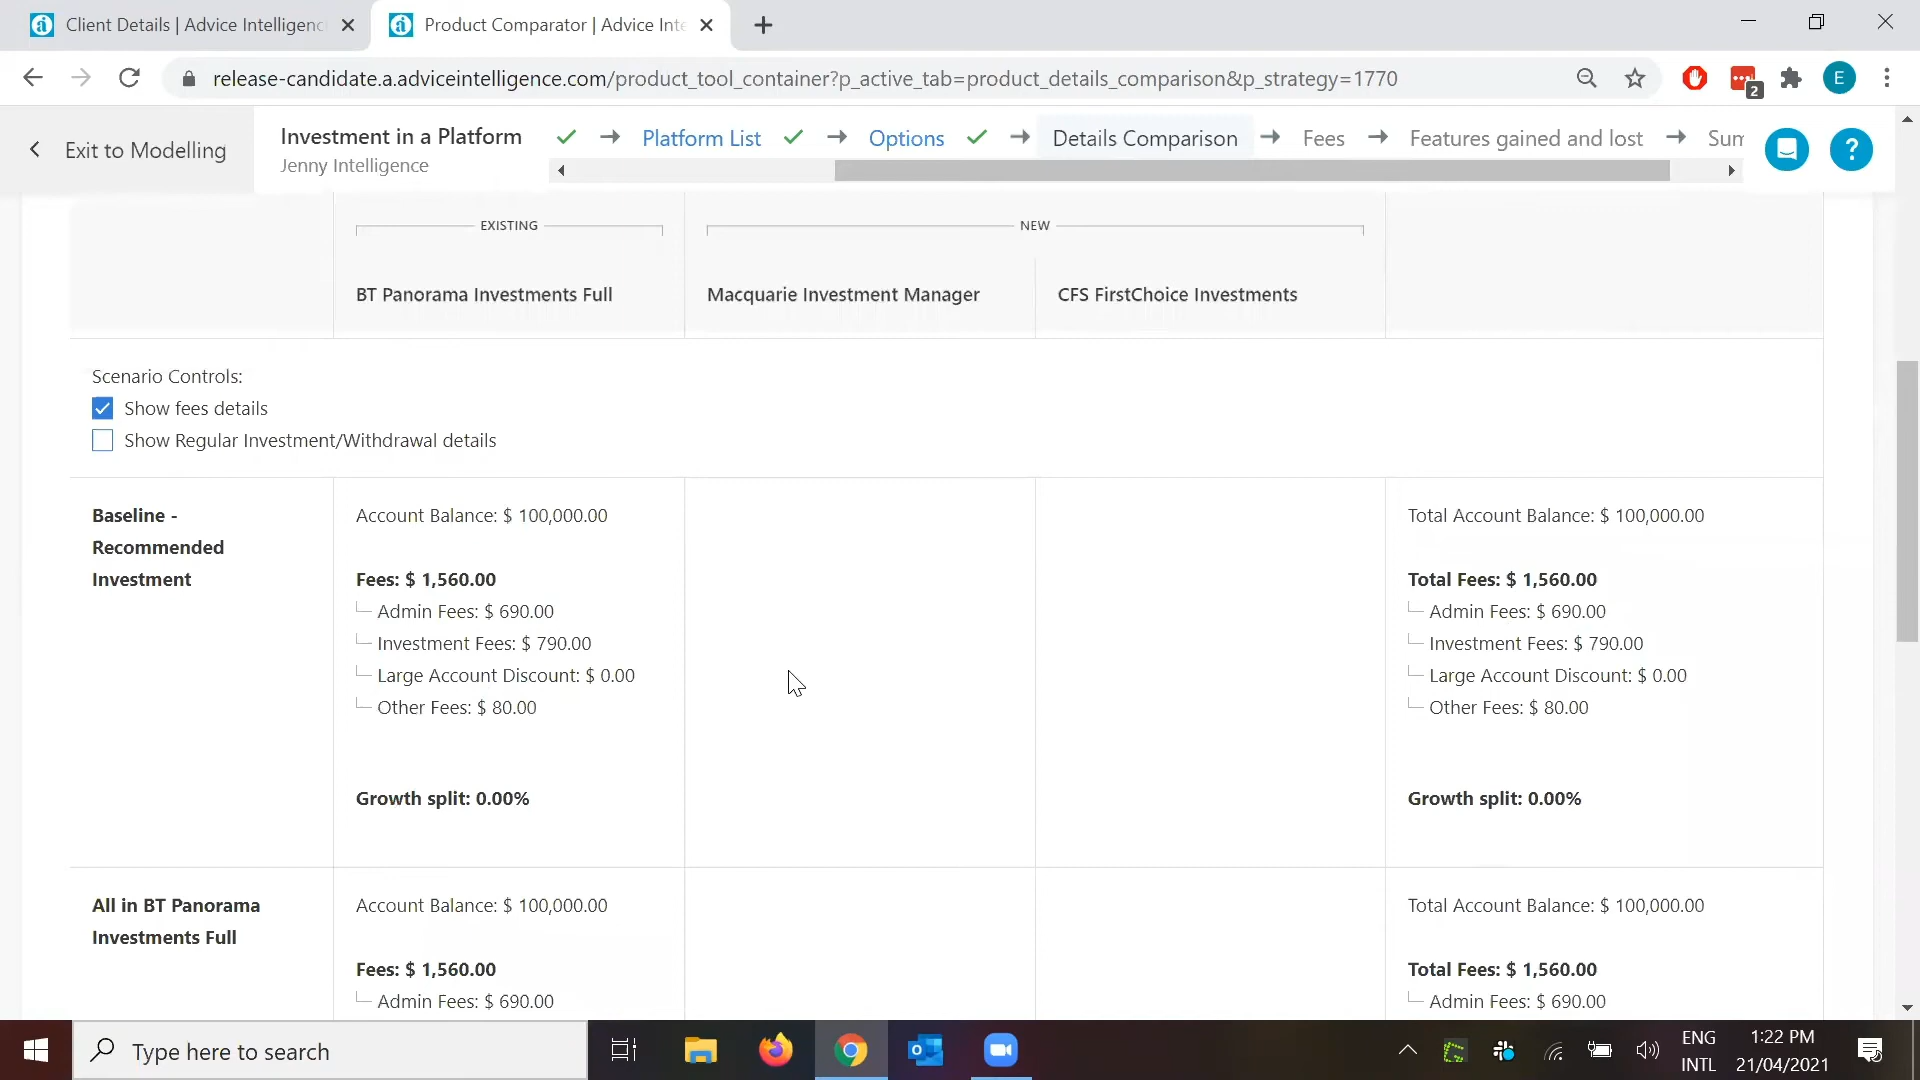 Client Details | Advice Intelligenc
Product Comparator | Advice Inte
release-candidate.a.adviceintelligence.com/product_tool_container?p_active_tab=product_details_comparison&p_strategy=1770
2
E
Exit to Modelling
Investment in a Platform
Jenny Intelligence
Platform List
Options
Details Comparison
Fees
Features gained and lost
Sum
?
EXISTING
NEW
BT Panorama Investments Full
Macquarie Investment Manager
CFS FirstChoice Investments
Scenario Controls:
Show fees details
Show Regular Investment/Withdrawal details
Baseline -
Recommended
Investment
Account Balance: $ 100,000.00
Fees: $ 1,560.00
Admin Fees: $ 690.00
Investment Fees: $ 790.00
Large Account Discount: $ 0.00
Other Fees: $ 80.00
Growth split: 0.00%
Total Account Balance: $ 100,000.00
Total Fees: $ 1,560.00
Admin Fees: $ 690.00
Investment Fees: $ 790.00
Large Account Discount: $ 0.00
Other Fees: $ 80.00
Growth split: 0.00%
All in BT Panorama
Investments Full
Account Balance: $ 100,000.00
Fees: $ 1,560.00
Admin Fees: $ 690.00
Total Account Balance: $ 100,000.00
Total Fees: $ 1,560.00
Admin Fees: $ 690.00
Type here to search
ENG
INTL
1:22 PM
21/04/2021